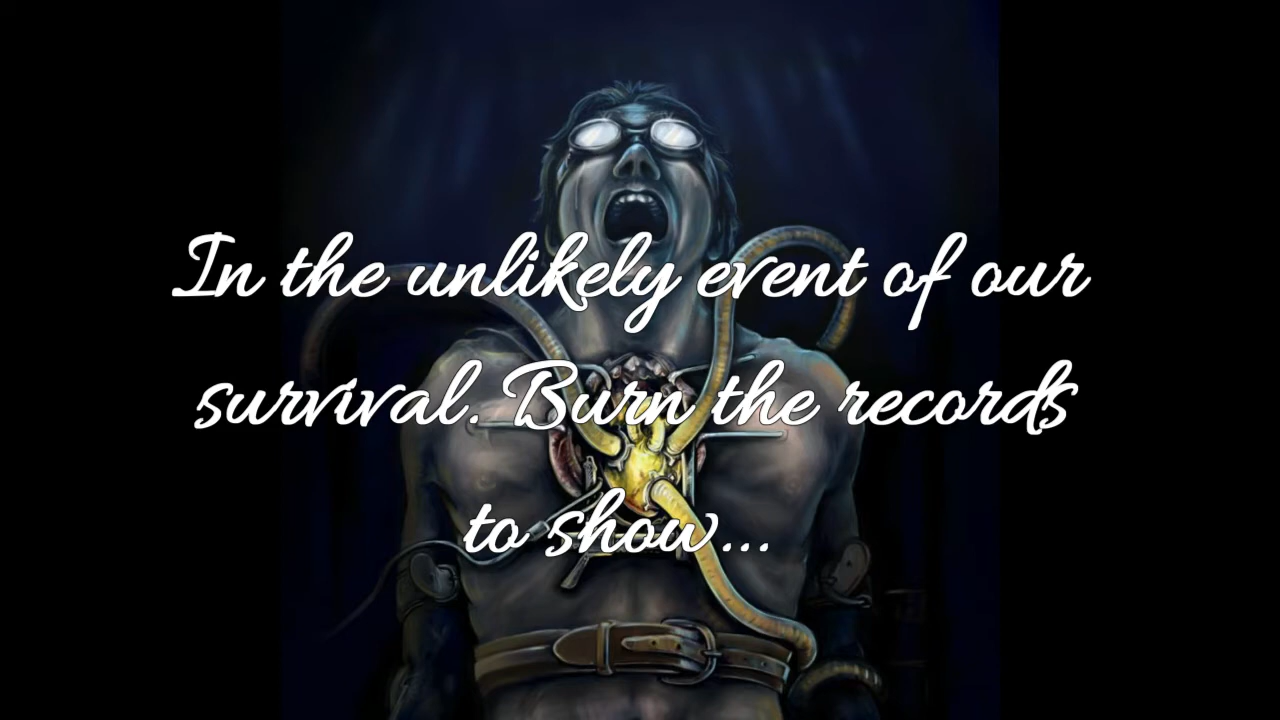 In the unlikely event of our
survival. Burn the records
to show...